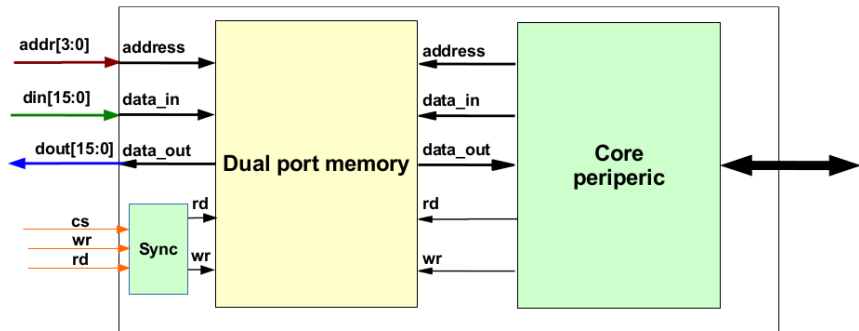 addr[3:0]
address
din[15:0]
data_in
dout[15:0]
data_out
cs
wr
rd
Sync
rd
wr
Dual port memory
address
data_in
data_out
rd
wr
Core
periperic